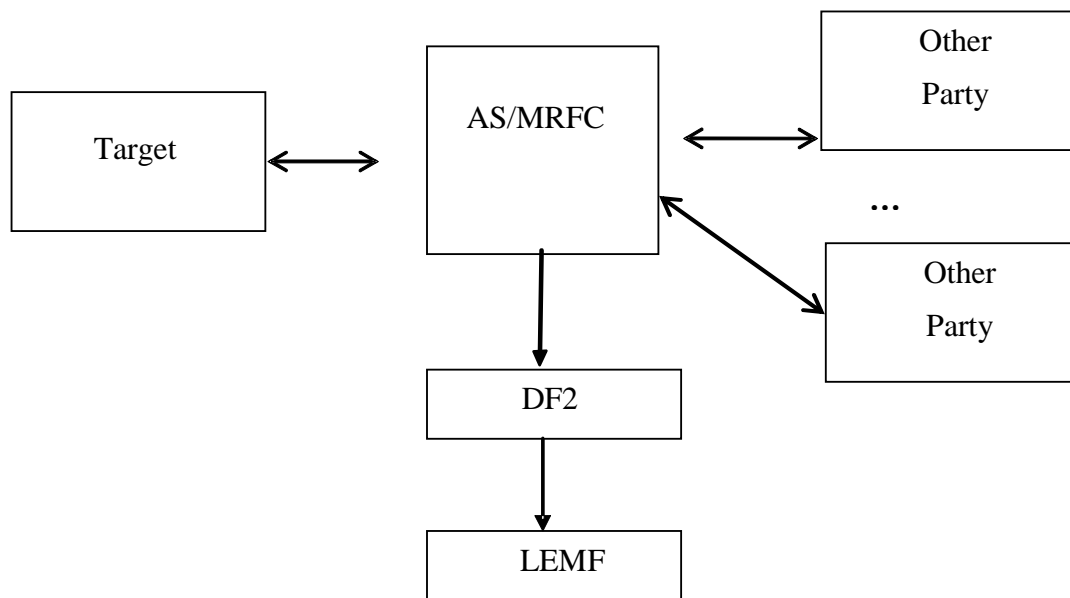 Other
Party
AS/MRFC
Target
...
Other
Party
DF2
LEMF